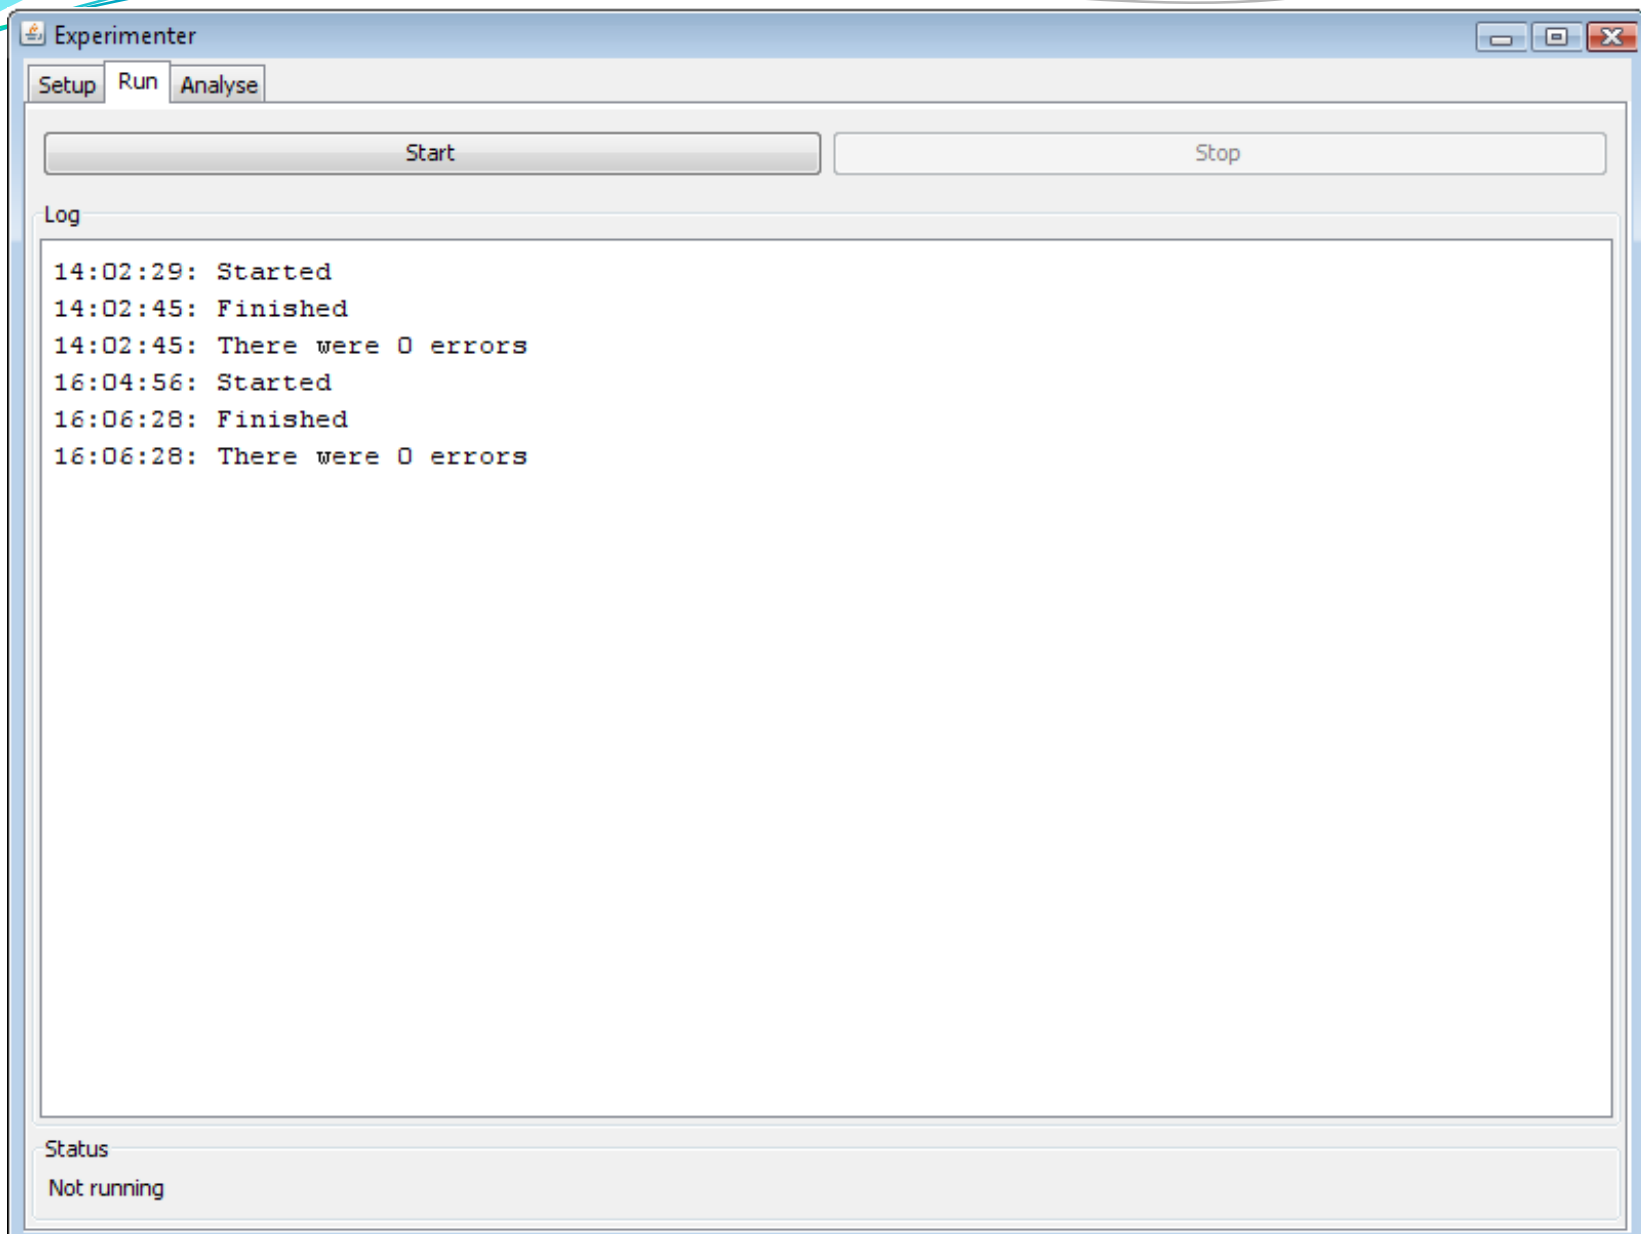 Experimenter
Setup Run Analyse
Start Stop
Log
14:02:29: Started
14:02:45: Finished
14:02:45: There were 0 errors
16:04:56: Started
16:06:28: Finished
16:06:28: There were 0 errors
Status
Not running